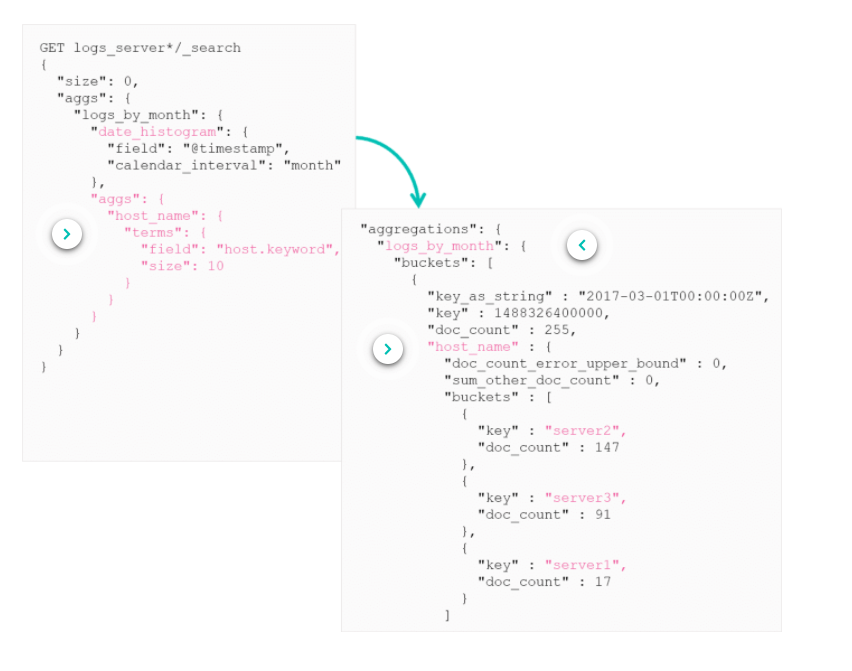 GET logs_server*/_search
{
  "size": 0,
  "aggs": {
    "logs_by_month": {
      "date_histogram": {
        "field": "@timestamp",
        "calendar_interval": "month"
      },
      "aggs": {
        "host_name": {
          "terms": {
            "field": "host.keyword",
            "size": 10
          }
        }
      }
    }
  }
}
"aggregations": {
  "logs_by_month": {
    "buckets": [
      {
        "key_as_string" : "2017-03-01T00:00:00Z",
        "key" : 1488326400000,
        "doc_count" : 255,
        "host_name" : {
          "doc_count_error_upper_bound" : 0,
          "sum_other_doc_count" : 0,
          "buckets" : [
            {
              "key" : "server2",
              "doc_count" : 147
            },
            {
              "key" : "server3",
              "doc_count" : 91
            },
            {
              "key" : "server1",
              "doc_count" : 17
            }
          ]